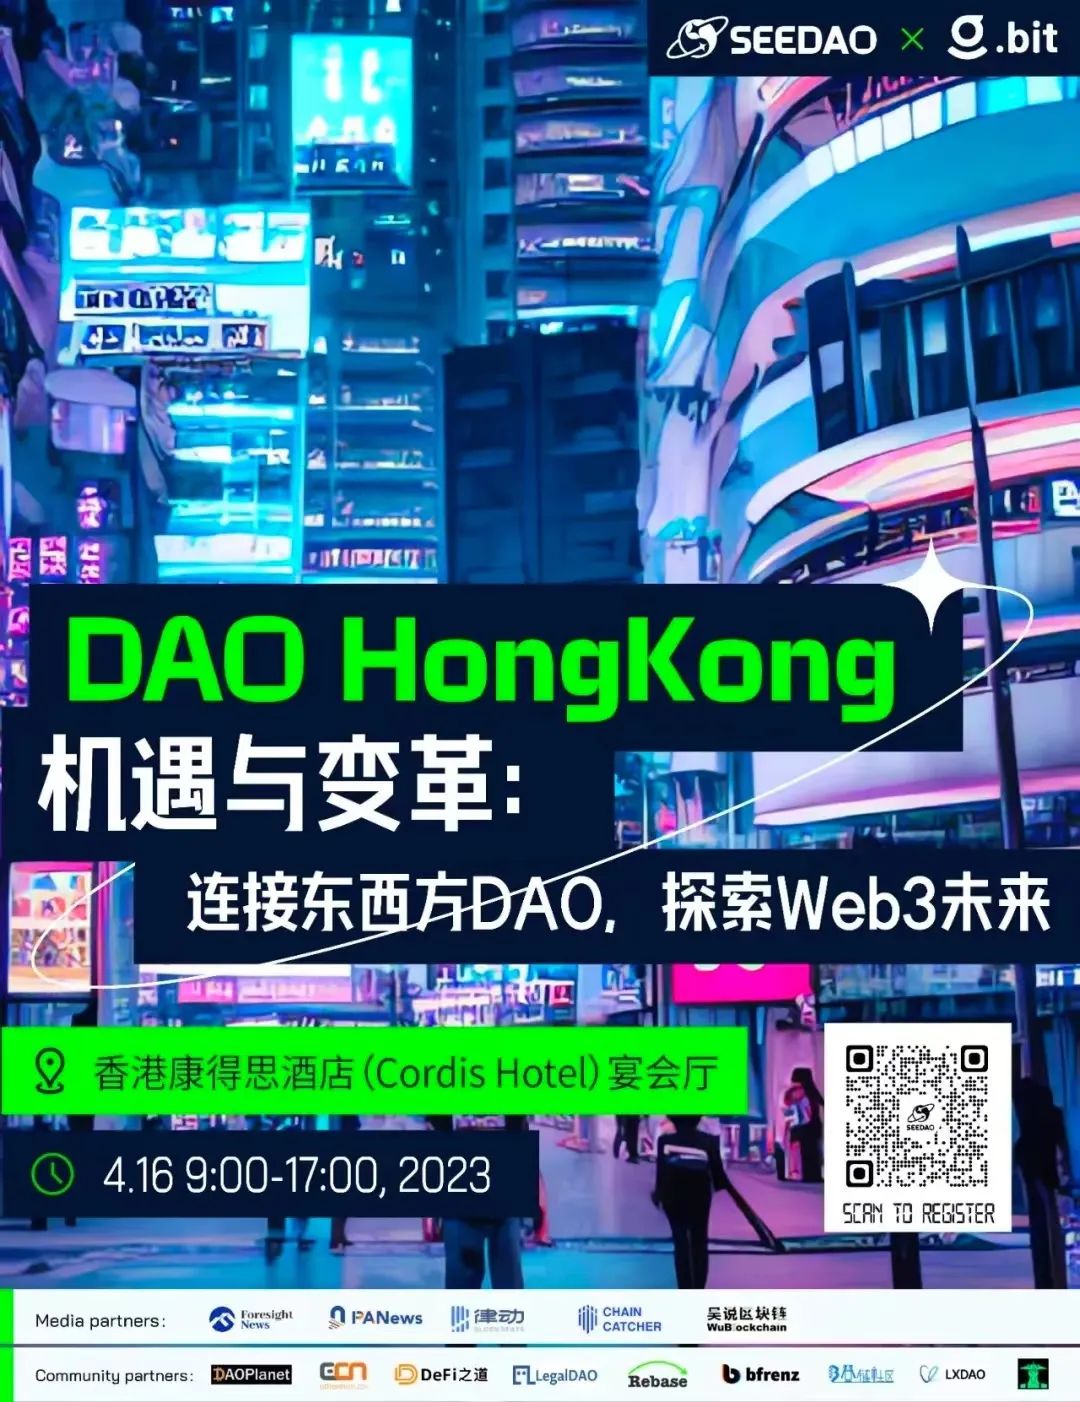 SEEDAO × .bit
DAO HongKong
机遇与变革:
连接东西方DAO, 探索Web3未来
香港康得思酒店(Cordis Hotel)宴会厅
4.16 9:00-17:00, 2023
SEEDAO
SCAN TO REGISTER
Media partners: Foresight News PANews 律动 CHAIN CATCHER 吴说区块链 WuBlockchain
Community partners: DAOPlanet ECN DeFi之道 LegalDAO Rebase bfrenz LXDAO